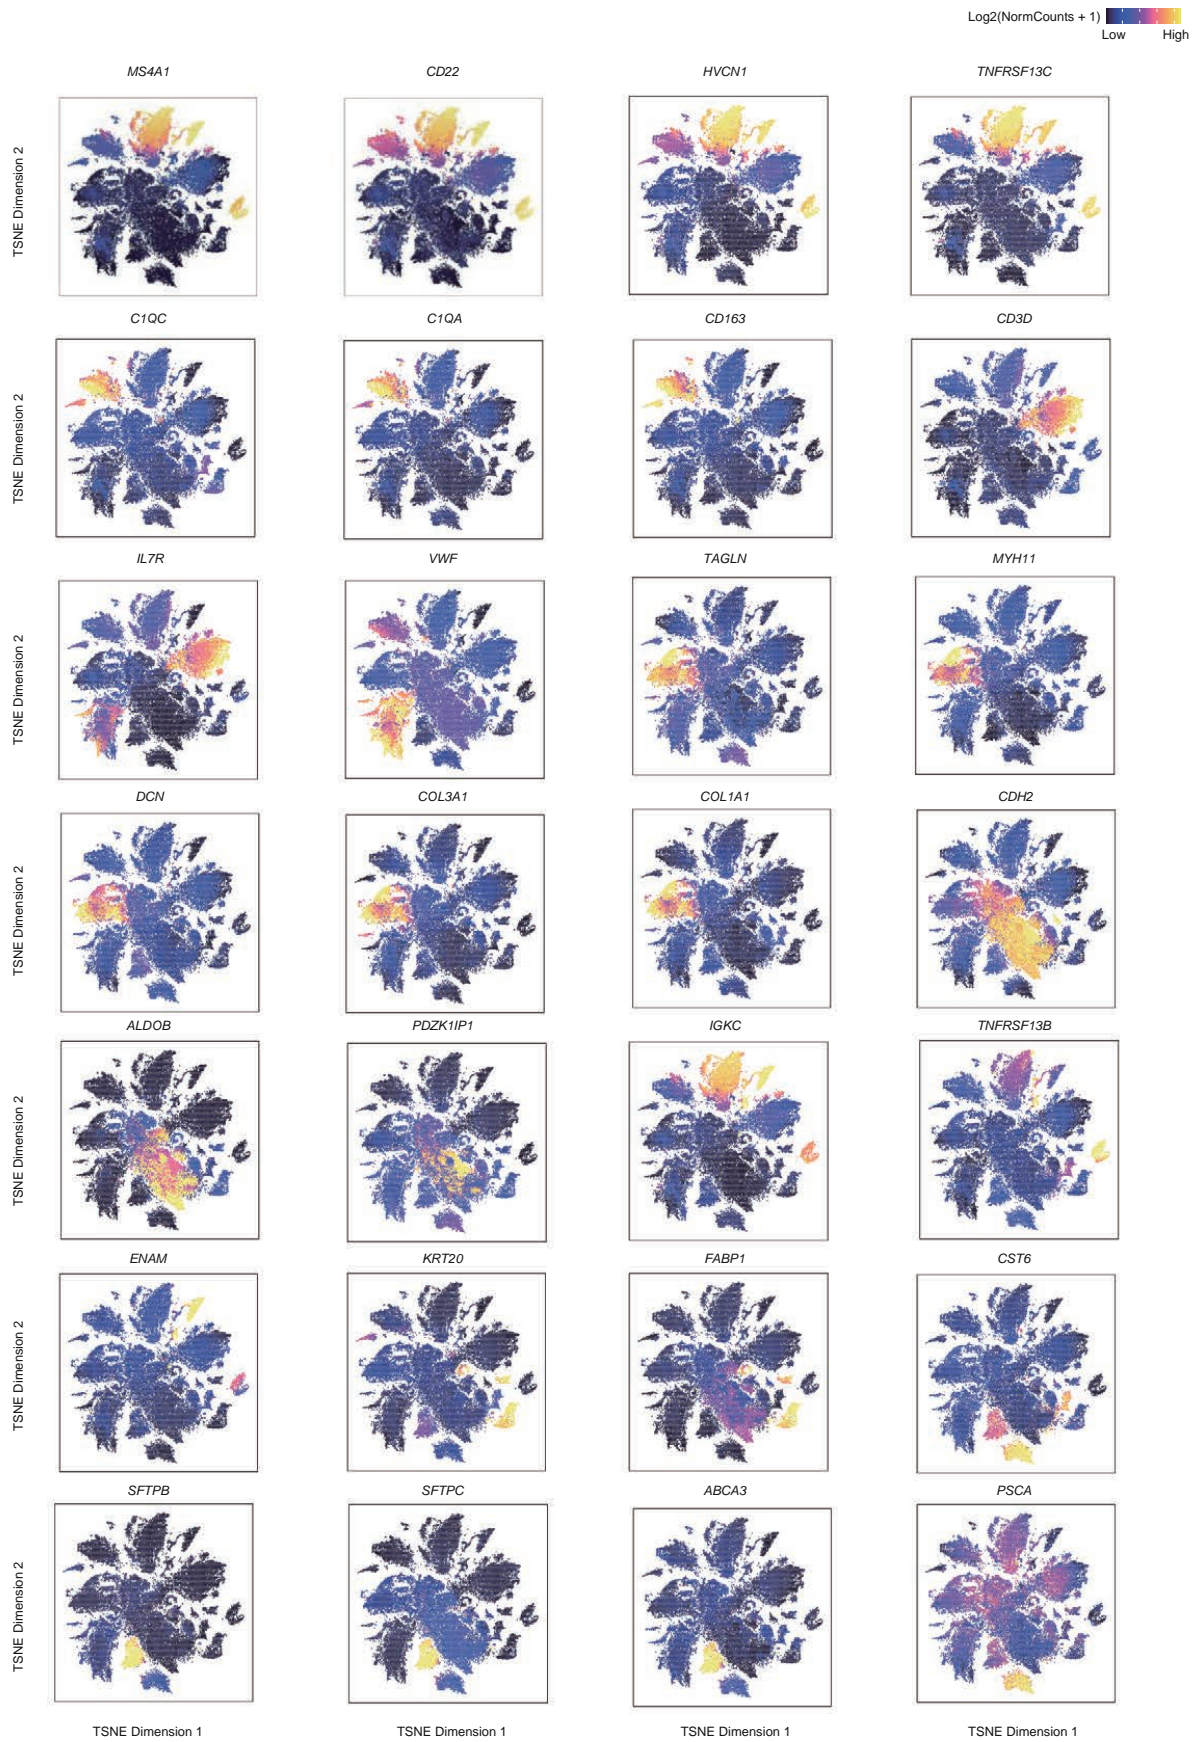 Log2(NormCounts + 1)
Low High
MS4A1 CD22 HVCN1 TNFRSF13C
TSNE Dimension 2
C1QC C1QA CD163 CD3D
TSNE Dimension 2
IL7R VWF TAGLN MYH11
TSNE Dimension 2
DCN COL3A1 COL1A1 CDH2
TSNE Dimension 2
ALDOB PDZK1IP1 IGKC TNFRSF13B
TSNE Dimension 2
ENAM KRT20 FABP1 CST6
TSNE Dimension 2
SFTPB SFTPC ABCA3 PSCA
TSNE Dimension 2
TSNE Dimension 1 TSNE Dimension 1 TSNE Dimension 1 TSNE Dimension 1